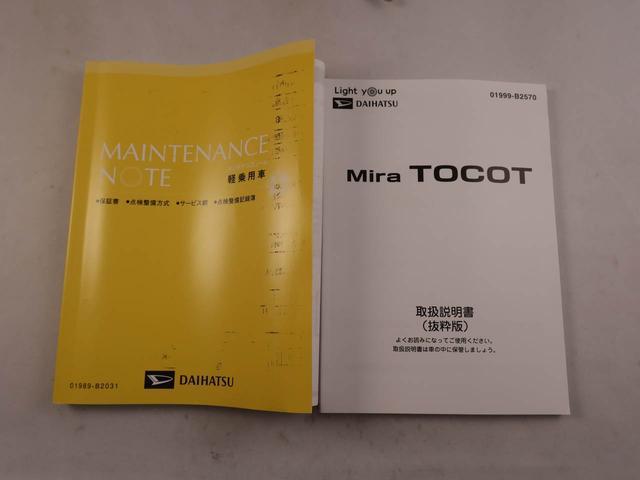 MAINTENANCE
NOTE
軽乗用車
●保証書 ●点検整備方式 ●サービス網 ●点検整備記録簿
01989-B2031
DAIHATSU
Light you up
DAIHATSU
01999-B2570
Mira TOCOT
取扱説明書
（抜粋版）
よくお読みになってご使用ください。
取扱説明書は車の中に保管しましょう。